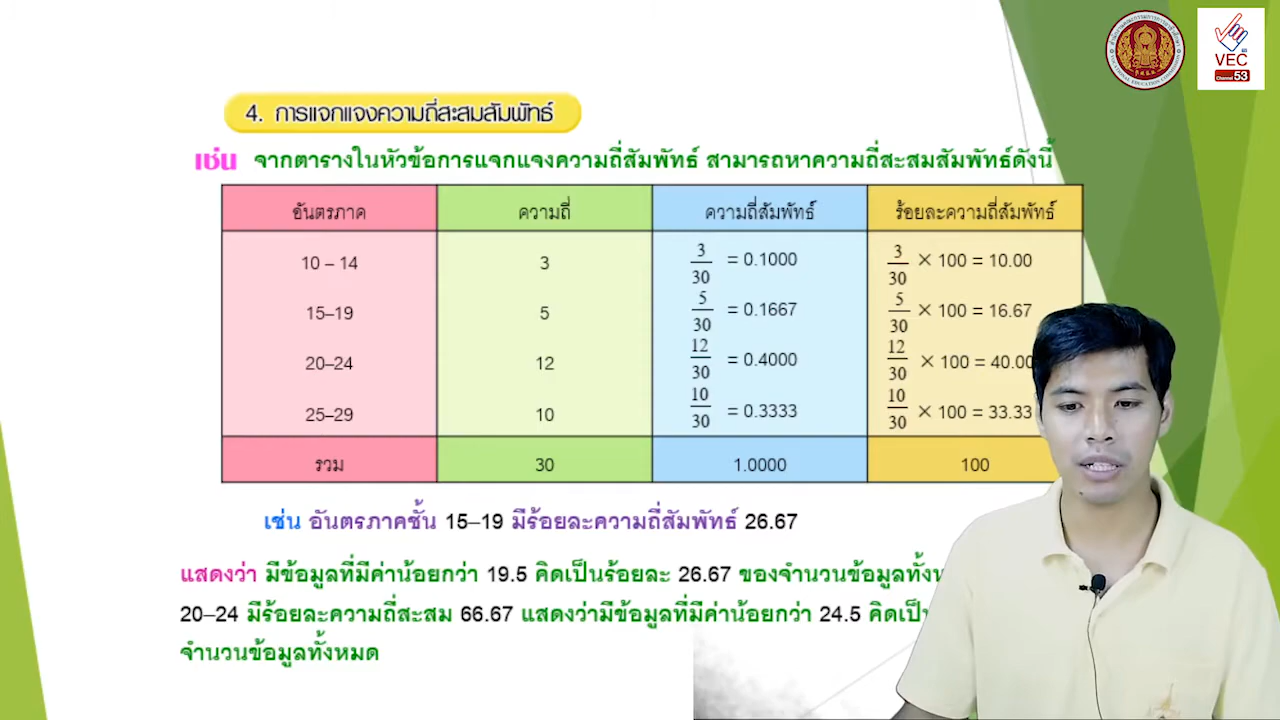 VEC
Channel 53
4. การแจกแจงความถี่สะสมสัมพัทธ์
เช่น จากตารางในหัวข้อการแจกแจงความถี่สัมพัทธ์ สามารถหาความถี่สะสมสัมพัทธ์ดังนี้
อันตรภาค ความถี่ ความถี่สัมพัทธ์ ร้อยละความถี่สัมพัทธ์
10 – 14 3 3/30 = 0.1000 3/30 × 100 = 10.00
15–19 5 5/30 = 0.1667 5/30 × 100 = 16.67
20–24 12 12/30 = 0.4000 12/30 × 100 = 40.00
25–29 10 10/30 = 0.3333 10/30 × 100 = 33.33
รวม 30 1.0000 100
เช่น อันตรภาคชั้น 15–19 มีร้อยละความถี่สัมพัทธ์ 26.67
แสดงว่า มีข้อมูลที่มีค่าน้อยกว่า 19.5 คิดเป็นร้อยละ 26.67 ของจำนวนข้อมูล
20–24 มีร้อยละความถี่สะสม 66.67 แสดงว่ามีข้อมูลที่มีค่าน้อยกว่า 24.5 คิดเป็น
จำนวนข้อมูลทั้งหมด